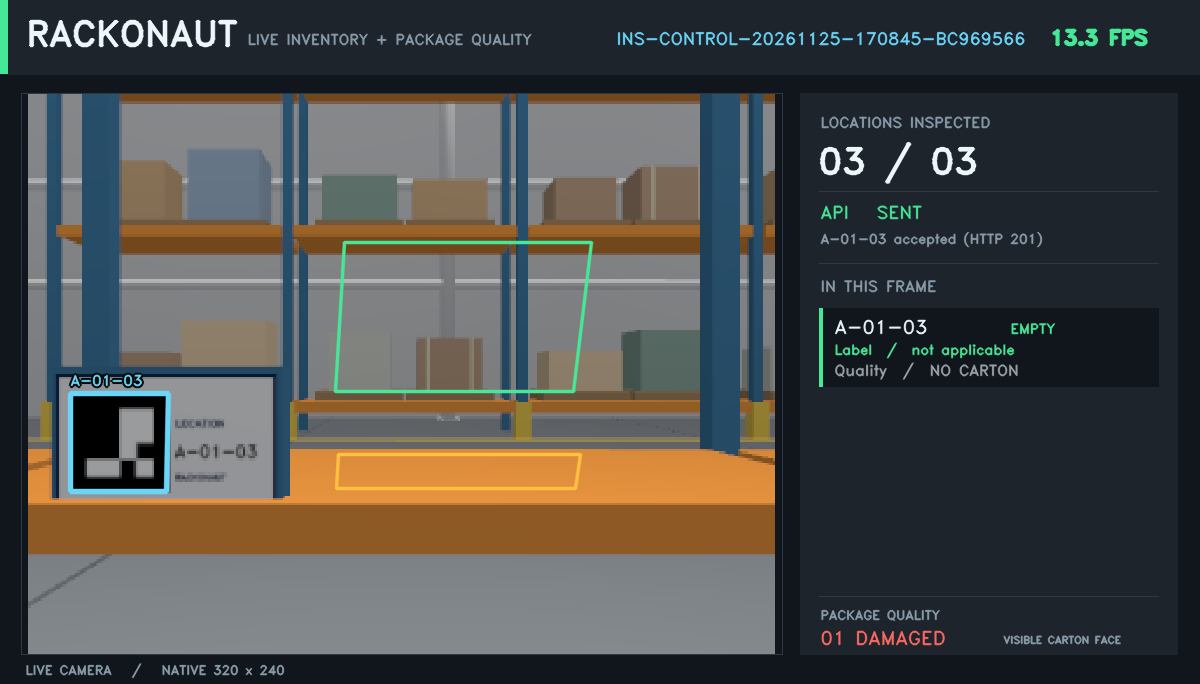 RACKONAUT LIVE INVENTORY + PACKAGE QUALITY INS-CONTROL-20261125-170845-BC969566 13.3 FPS
LOCATIONS INSPECTED
03 / 03
API SENT
A-01-03 accepted (HTTP 201)
IN THIS FRAME
A-01-03 EMPTY
Label / not applicable
Quality / NO CARTON
A-01-03
LOCATION
A-01-03
RACKONAUT
PACKAGE QUALITY
01 DAMAGED VISIBLE CARTON FACE
LIVE CAMERA / NATIVE 320 x 240